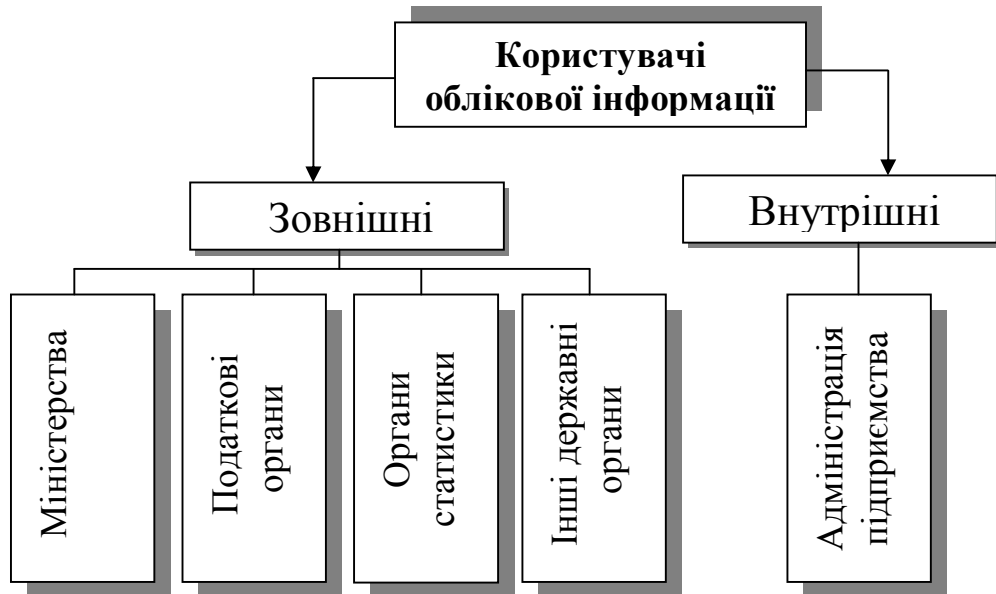 Користувачі
облікової інформації
Зовнішні
Внутрішні
Міністерства
Податкові
органи
Органи
статистики
Інші державні
органи
Адміністрація
підприємства